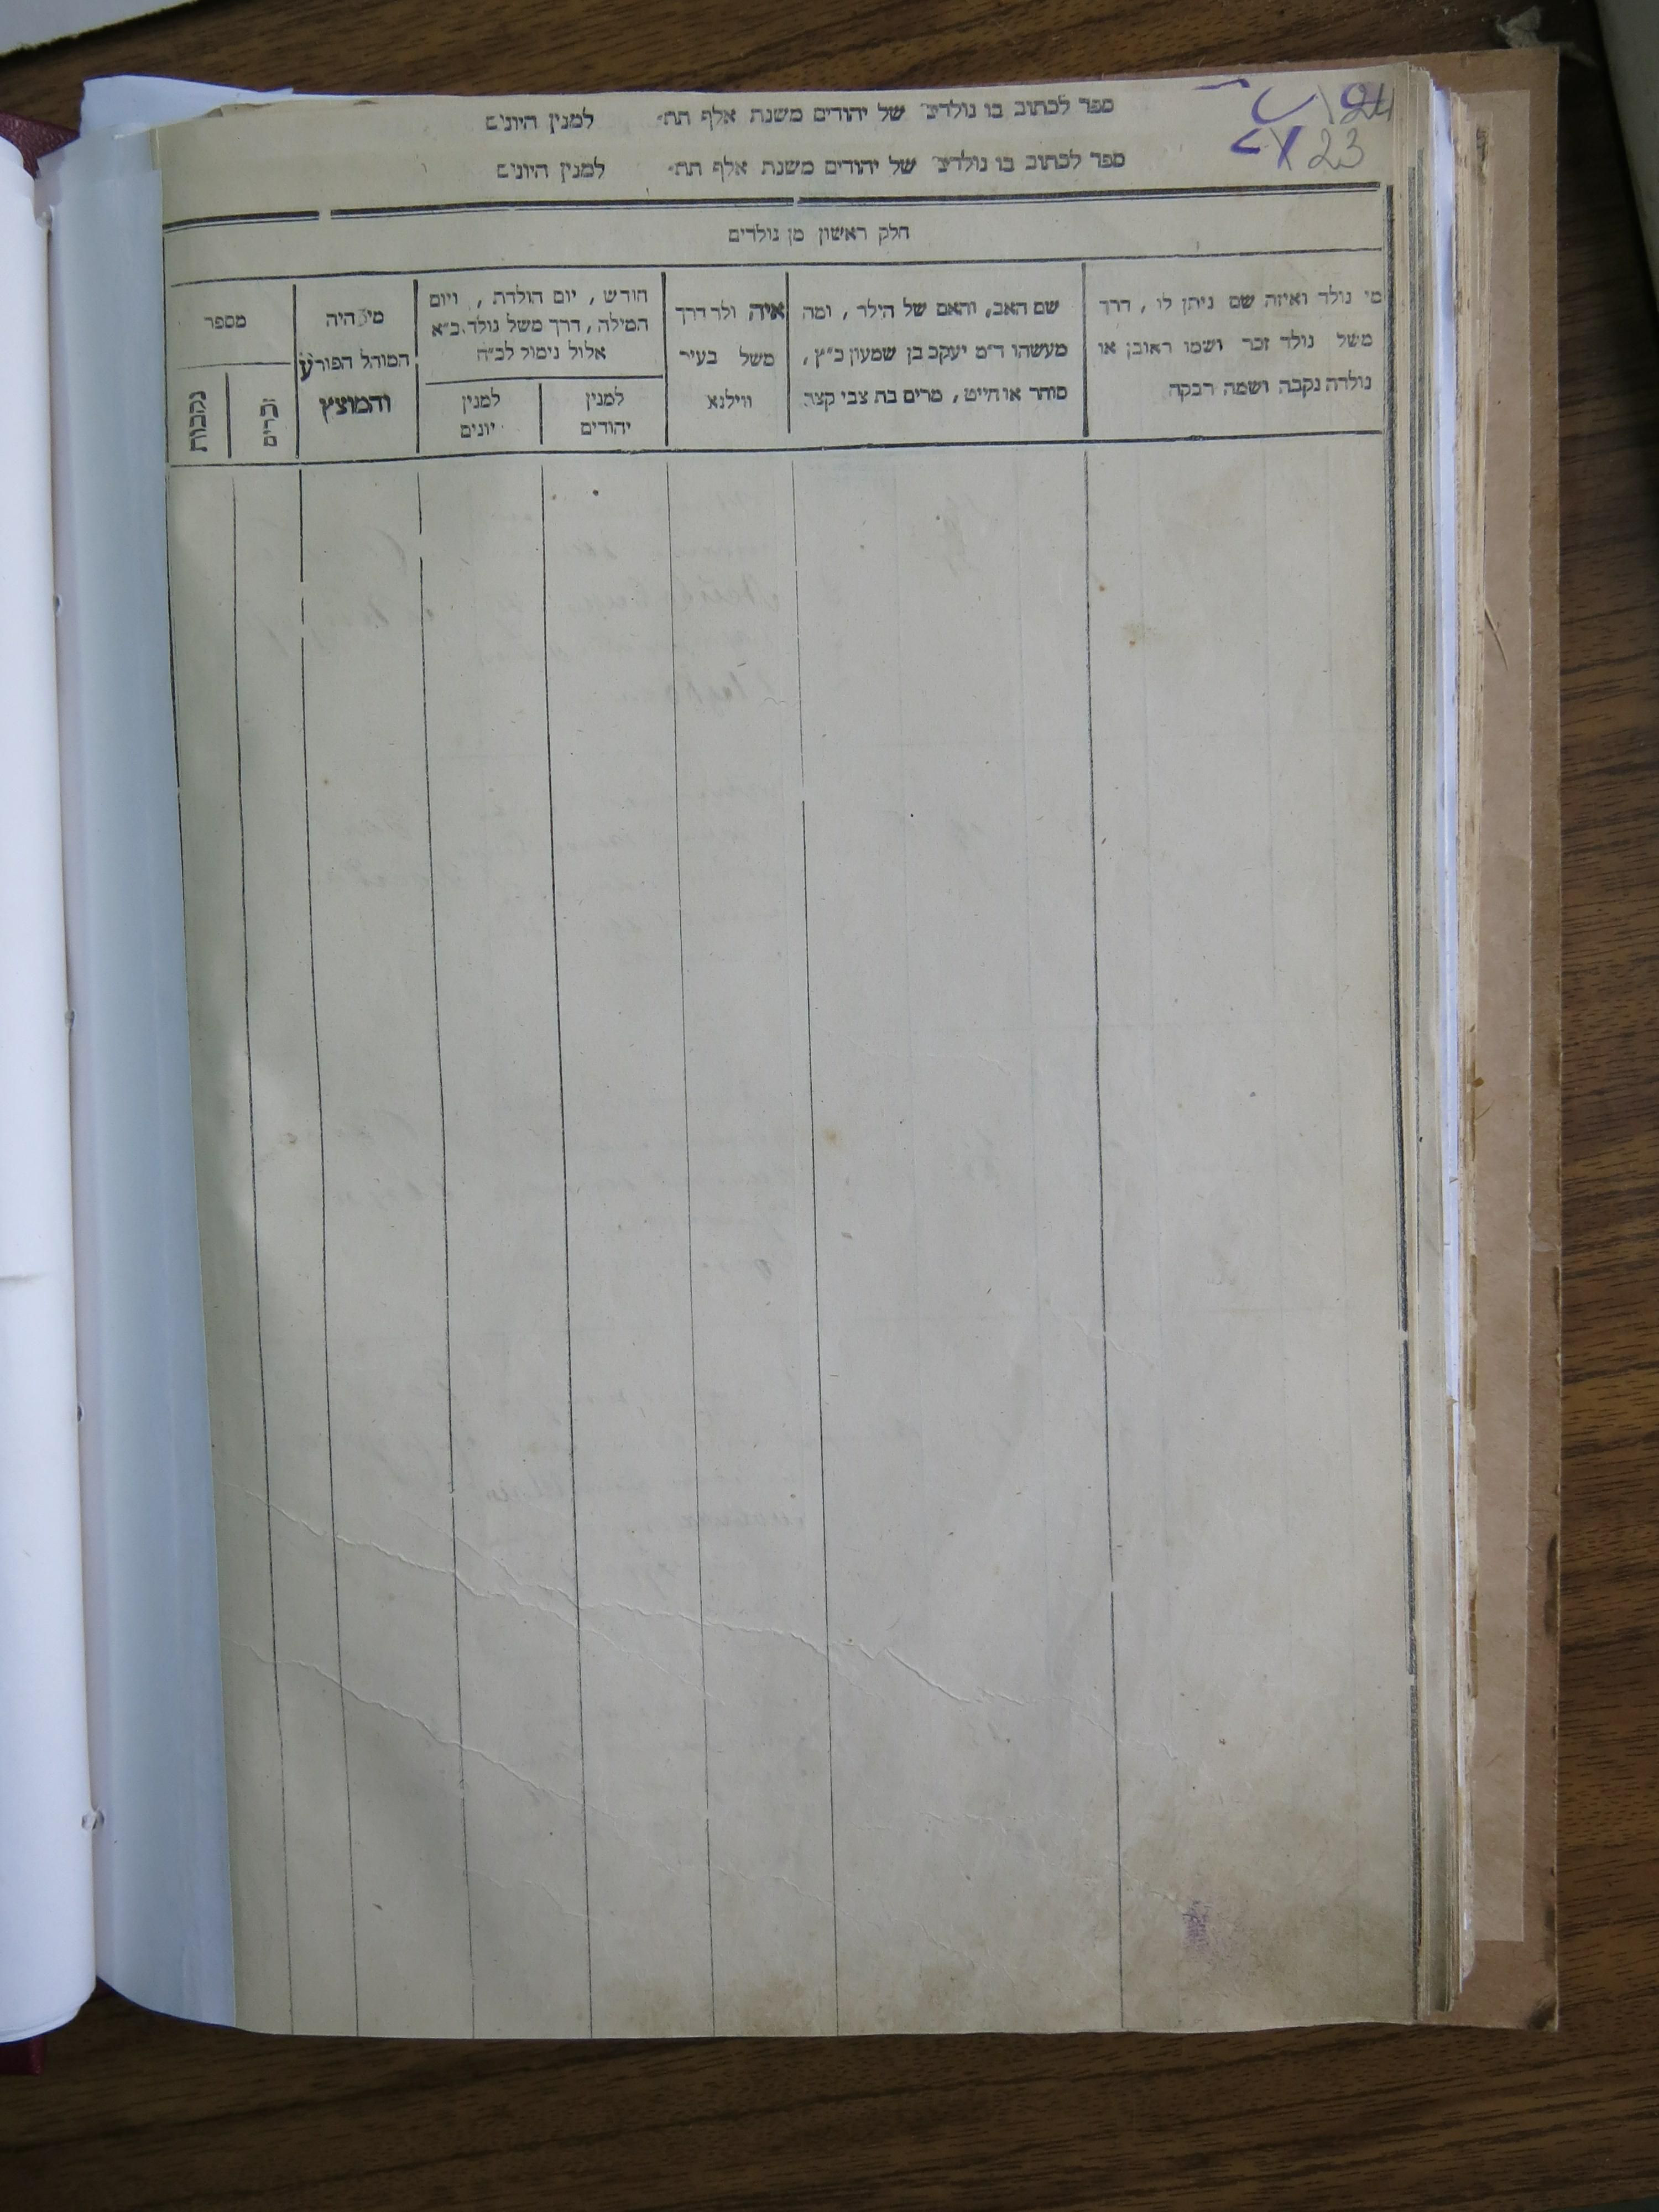 24
23
ספר לכתוב בו נולדים של יהודים משנת אלף תת׳ למנין היונים
ספר לכתוב בו נולדים של יהודים משנת אלף תת׳ למנין היונים
חלק ראשון מן נולדים
מי נולד ואיזה שם ניתן לו, דרך
משל נולד זכר ושמו ראובן או
נולדה נקבה ושמה רבקה
שם האב, והאם של הילד, ומה
מעשהו ד״מ יעקב בן שמעון כ״ץ,
סוחר או חייט, מרים בת צבי קצב
איה ולד דרך
משל בעיר
ווילנא
חודש, יום הולדת, ויום
המילה, דרך משל נולד כ״א
אלול נימול לכ״ח
למנין
יהודים
למנין
יונים
מי היה
המוהל הפורע
והמוצץ
מספר
זכרים
נקבות